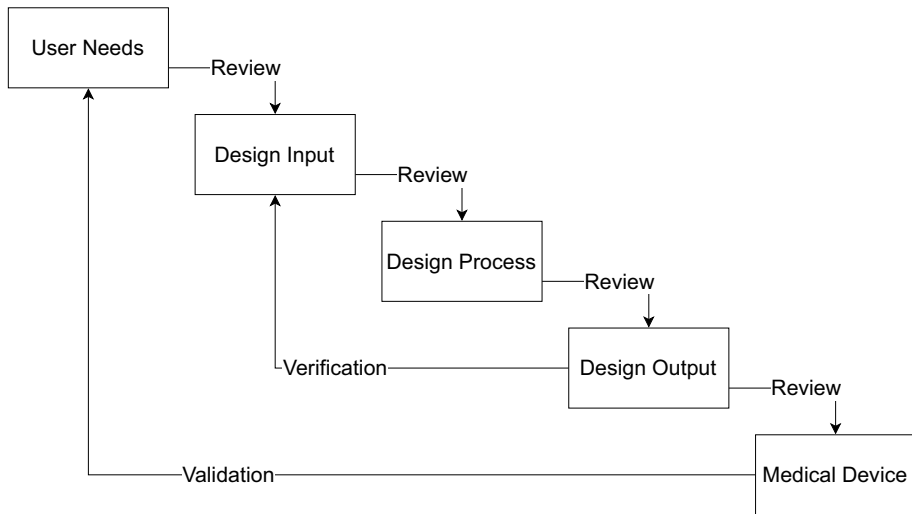 User Needs
Review
Design Input
Review
Design Process
Review
Verification
Design Output
Review
Validation
Medical Device